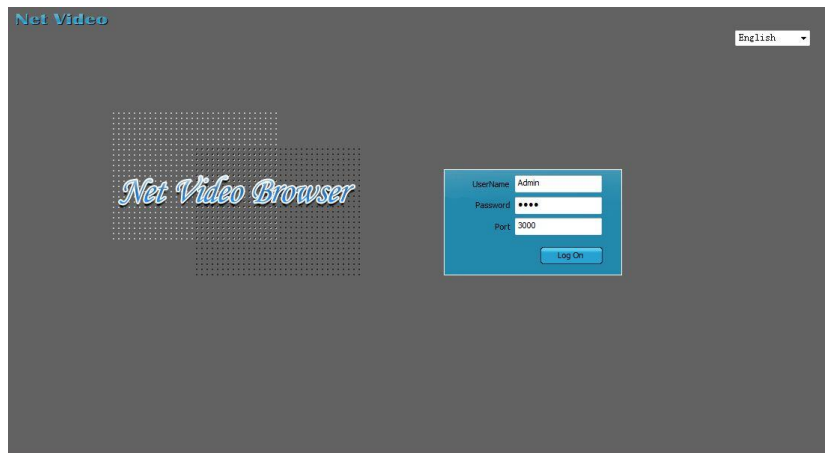 Net Video
English
Net Video Browser
UserName Admin
Password ••••
Port 3000
Log On